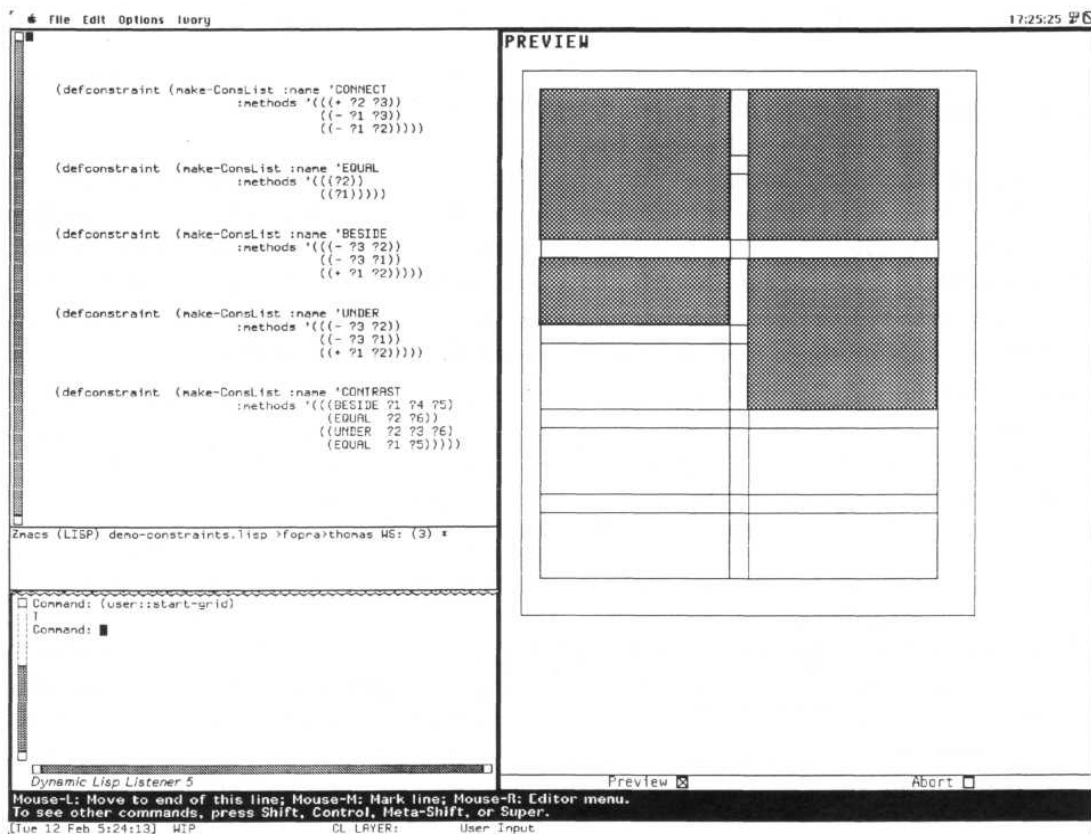 File Edit Options Ivory
17:25:25
(defconstraint (make-ConsList :name 'CONNECT
:methods '(((+ ?2 ?3))
((- ?1 ?3))
((- ?1 ?2)))))
(defconstraint (make-ConsList :name 'EQUAL
:methods '(((?2))
((?1)))))
(defconstraint (make-ConsList :name 'BESIDE
:methods '(((- ?3 ?2))
((- ?3 ?1))
((+ ?1 ?2)))))
(defconstraint (make-ConsList :name 'UNDER
:methods '(((- ?3 ?2))
((- ?3 ?1))
((+ ?1 ?2)))))
(defconstraint (make-ConsList :name 'CONTRAST
:methods '(((BESIDE ?1 ?4 ?5)
(EQUAL ?2 ?6))
((UNDER ?2 ?3 ?6)
(EQUAL ?1 ?5)))))
Zmacs (LISP) demo-constraints.lisp >fopra>thomas WS: (3) *
Command: (user::start-grid)
T
Command:
Dynamic Lisp Listener 5
PREVIEW
Preview
Abort
Mouse-L: Move to end of this line; Mouse-M: Mark line; Mouse-R: Editor menu.
To see other commands, press Shift, Control, Meta-Shift, or Super.
[Tue 12 Feb 5:24:13] WIP CL LAYER: User Input